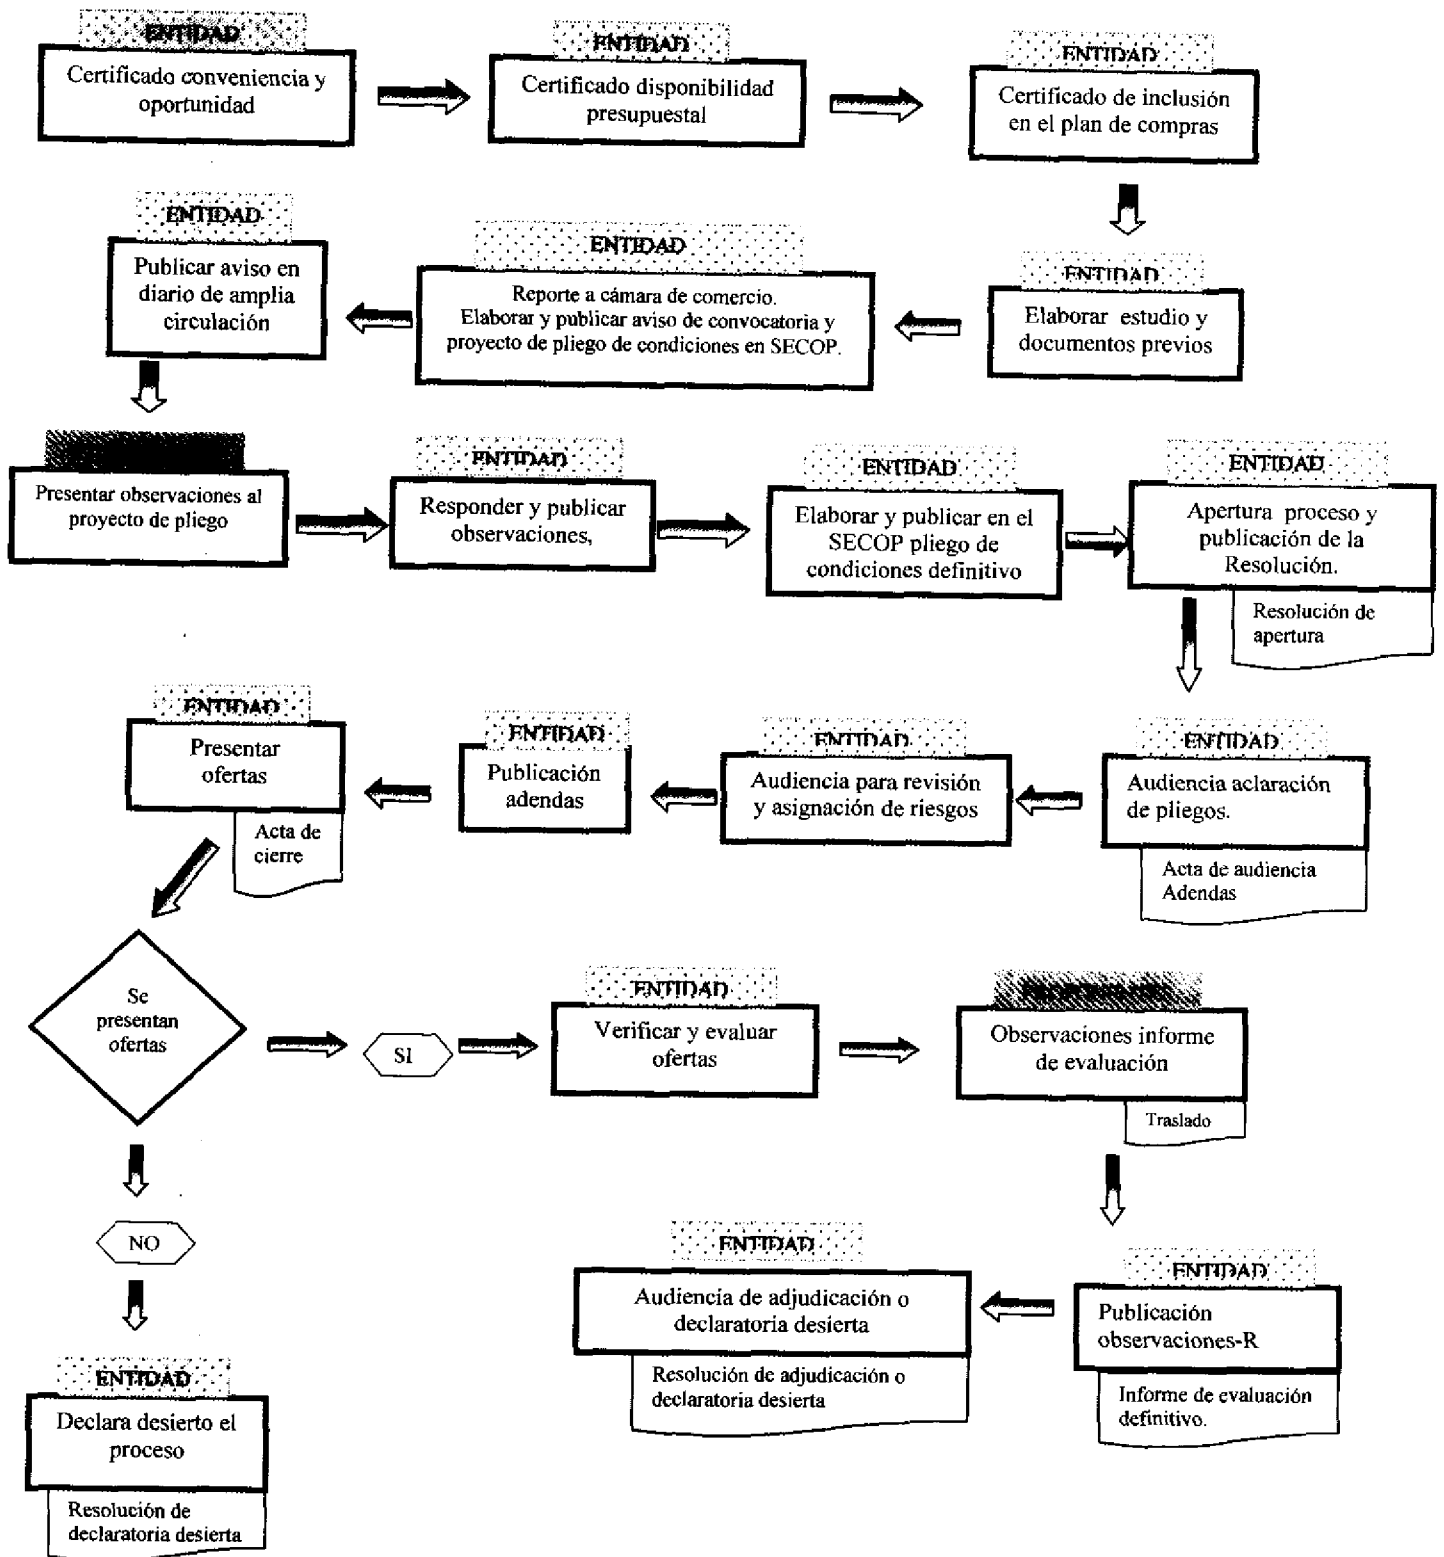 ENTIDAD
Certificado conveniencia y
oportunidad
ENTIDAD
Certificado disponibilidad
presupuestal
ENTIDAD
Certificado de inclusión
en el plan de compras
ENTIDAD
Elaborar estudio y
documentos previos
ENTIDAD
Reporte a cámara de comercio.
Elaborar y publicar aviso de convocatoria y
proyecto de pliego de condiciones en SECOP.
ENTIDAD
Publicar aviso en
diario de amplia
circulación
Presentar observaciones al
proyecto de pliego
ENTIDAD
Responder y publicar
observaciones,
ENTIDAD
Elaborar y publicar en el
SECOP pliego de
condiciones definitivo
ENTIDAD
Apertura proceso y
publicación de la
Resolución.
Resolución de
apertura
ENTIDAD
Audiencia aclaración
de pliegos.
Acta de audiencia
Adendas
ENTIDAD
Audiencia para revisión
y asignación de riesgos
ENTIDAD
Publicación
adendas
ENTIDAD
Presentar
ofertas
Acta de
cierre
Se
presentan
ofertas
SI
ENTIDAD
Verificar y evaluar
ofertas
Observaciones informe
de evaluación
Traslado
ENTIDAD
Publicación
observaciones-R
Informe de evaluación
definitivo.
ENTIDAD
Audiencia de adjudicación o
declaratoria desierta
Resolución de adjudicación o
declaratoria desierta
NO
ENTIDAD
Declara desierto el
proceso
Resolución de
declaratoria desierta